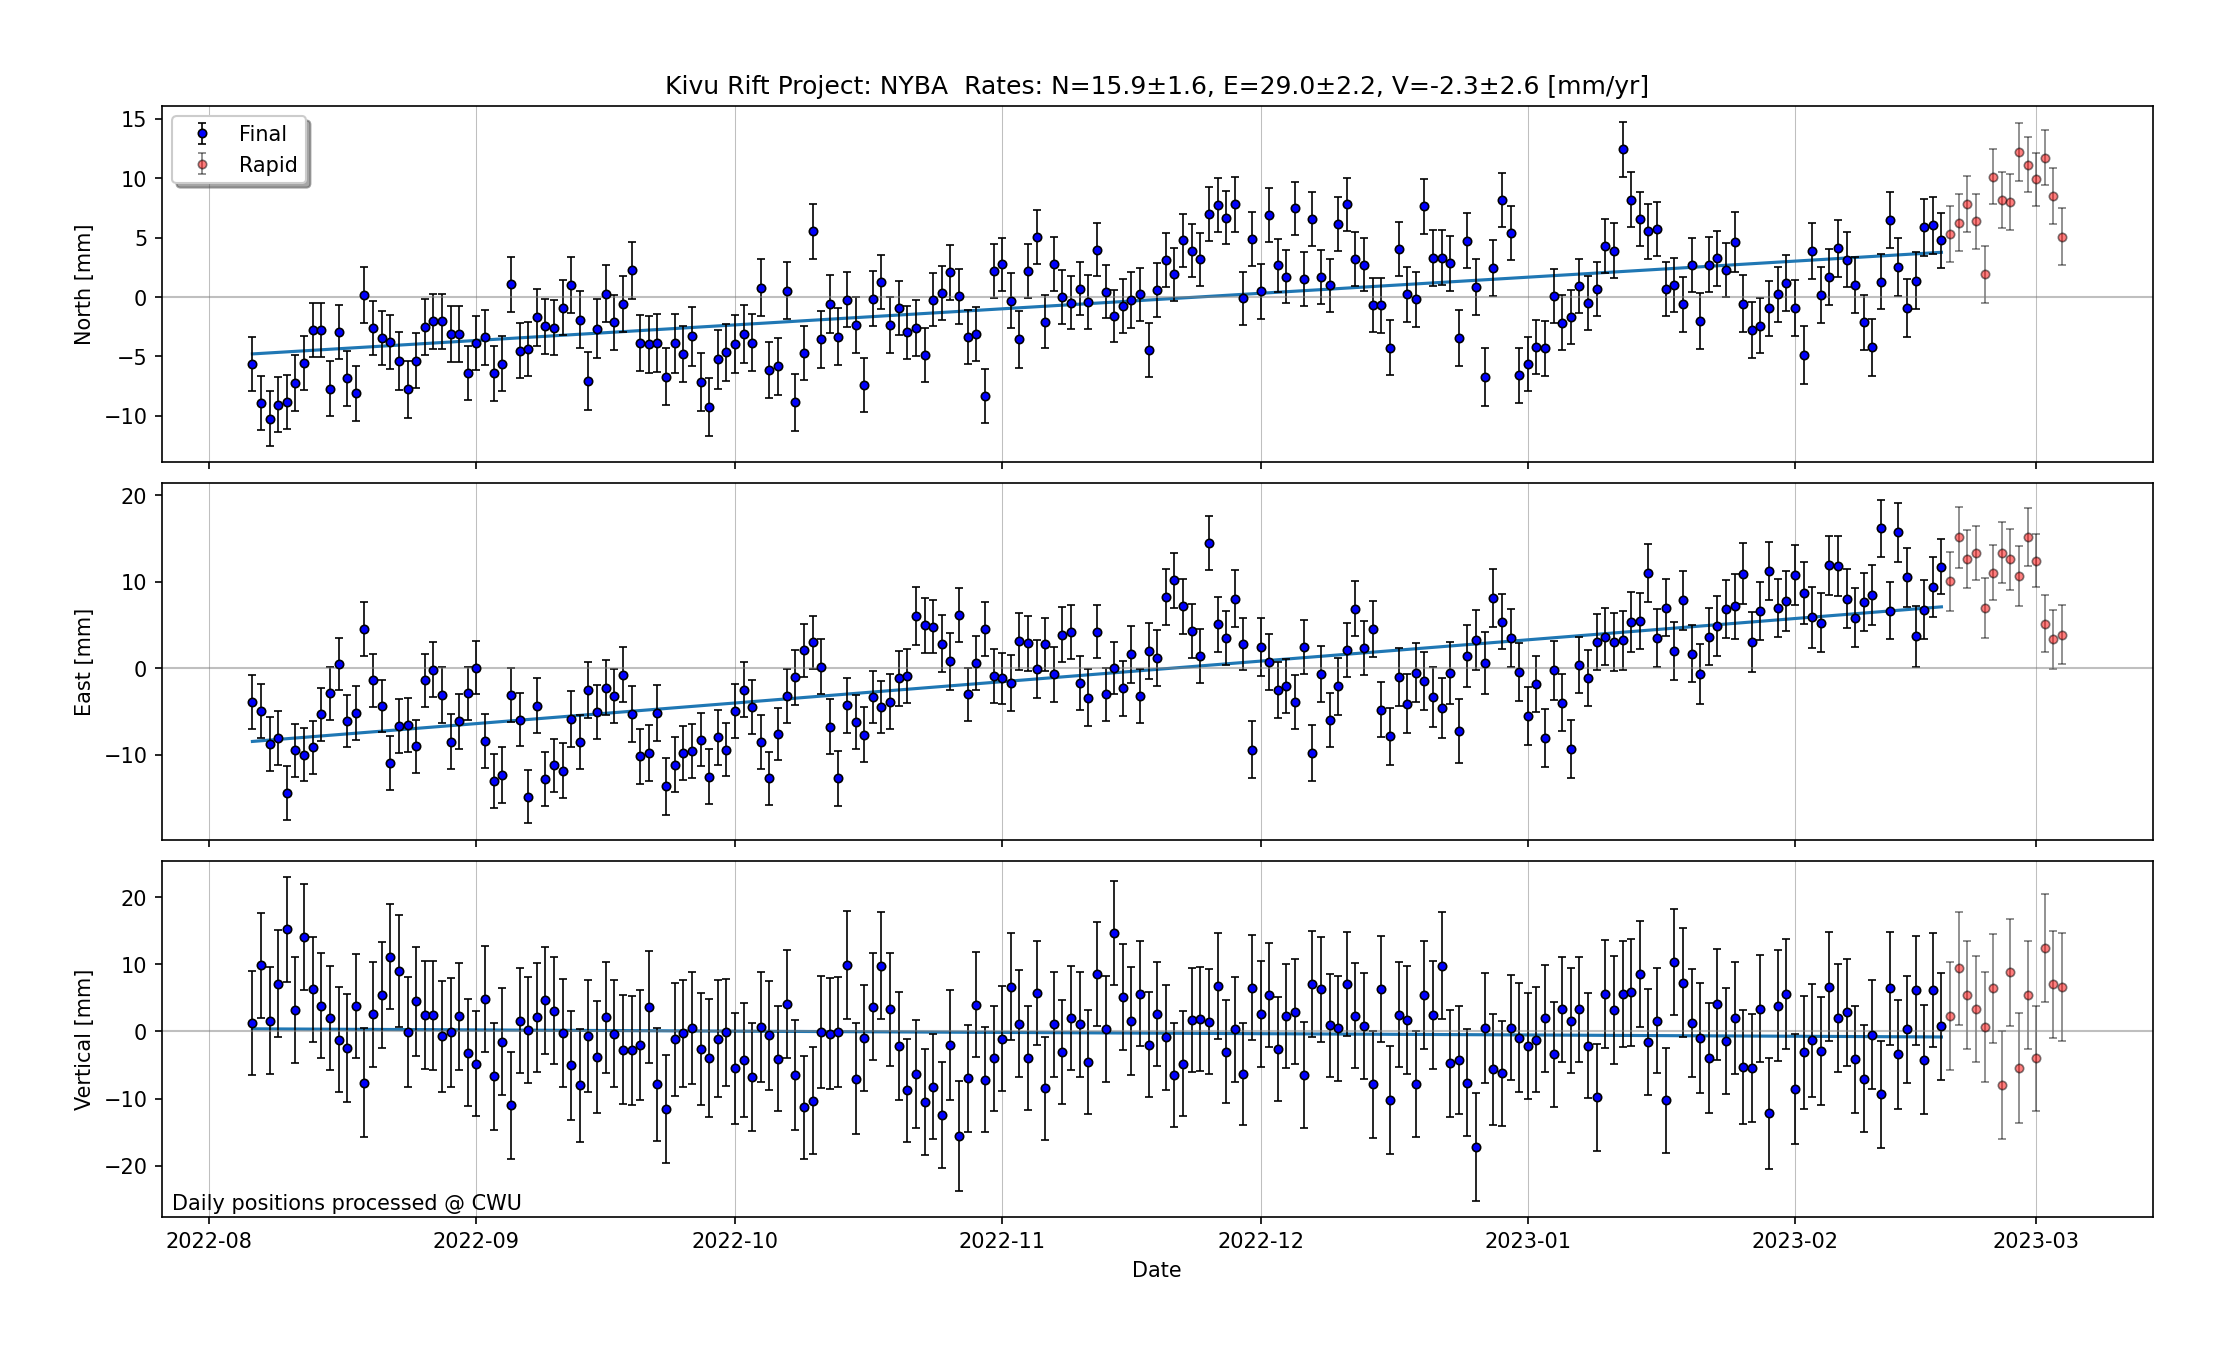 Kivu Rift Project: NYBA  Rates: N=15.9±1.6, E=29.0±2.2, V=-2.3±2.6 [mm/yr]
Final
Rapid
North [mm]
15
10
5
0
−5
−10
East [mm]
20
10
0
−10
Vertical [mm]
20
10
0
−10
−20
Daily positions processed @ CWU
2022-08 2022-09 2022-10 2022-11 2022-12 2023-01 2023-02 2023-03
Date